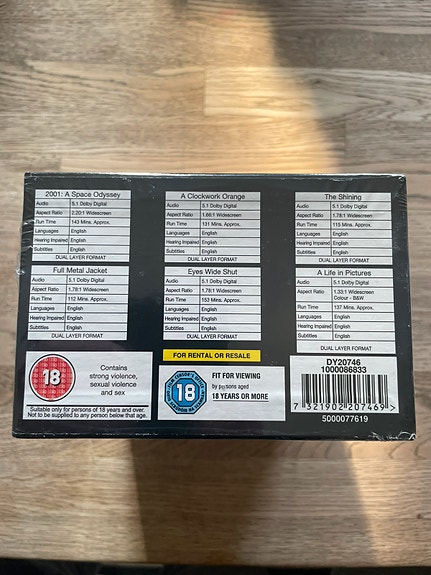 2001: A Space Odyssey
Audio 5.1 Dolby Digital
Aspect Ratio 2.20:1 Widescreen
Run Time 143 Mins. Approx.
Languages English
Hearing Impaired English
Subtitles English
DUAL LAYER FORMAT
A Clockwork Orange
Audio 5.1 Dolby Digital
Aspect Ratio 1.66:1 Widescreen
Run Time 131 Mins. Approx.
Languages English
Hearing Impaired English
Subtitles English
DUAL LAYER FORMAT
The Shining
Audio 5.1 Dolby Digital
Aspect Ratio 1.78:1 Widescreen
Run Time 115 Mins. Approx.
Languages English
Hearing Impaired English
Subtitles English
DUAL LAYER FORMAT
Full Metal Jacket
Audio 5.1 Dolby Digital
Aspect Ratio 1.78:1 Widescreen
Run Time 112 Mins. Approx.
Languages English
Hearing Impaired English
Subtitles English
DUAL LAYER FORMAT
Eyes Wide Shut
Audio 5.1 Dolby Digital
Aspect Ratio 1.78:1 Widescreen
Run Time 152 Mins. Approx.
Languages English
Hearing Impaired English
Subtitles English
DUAL LAYER FORMAT
A Life in Pictures
Audio 5.1 Dolby Digital
Aspect Ratio 1.33:1 Widescreen
Colour - B&W
Run Time 137 Mins. Approx.
Languages English
Hearing Impaired English
Subtitles English
DUAL LAYER FORMAT
18
Contains
strong violence,
sexual violence
and sex
Suitable only for persons of 18 years and over.
Not to be supplied to any person below that age.
FOR RENTAL OR RESALE
18
FIT FOR VIEWING
by persons aged
18 YEARS OR MORE
DY20746
1000086833
7 321902 207469 >
5000077619